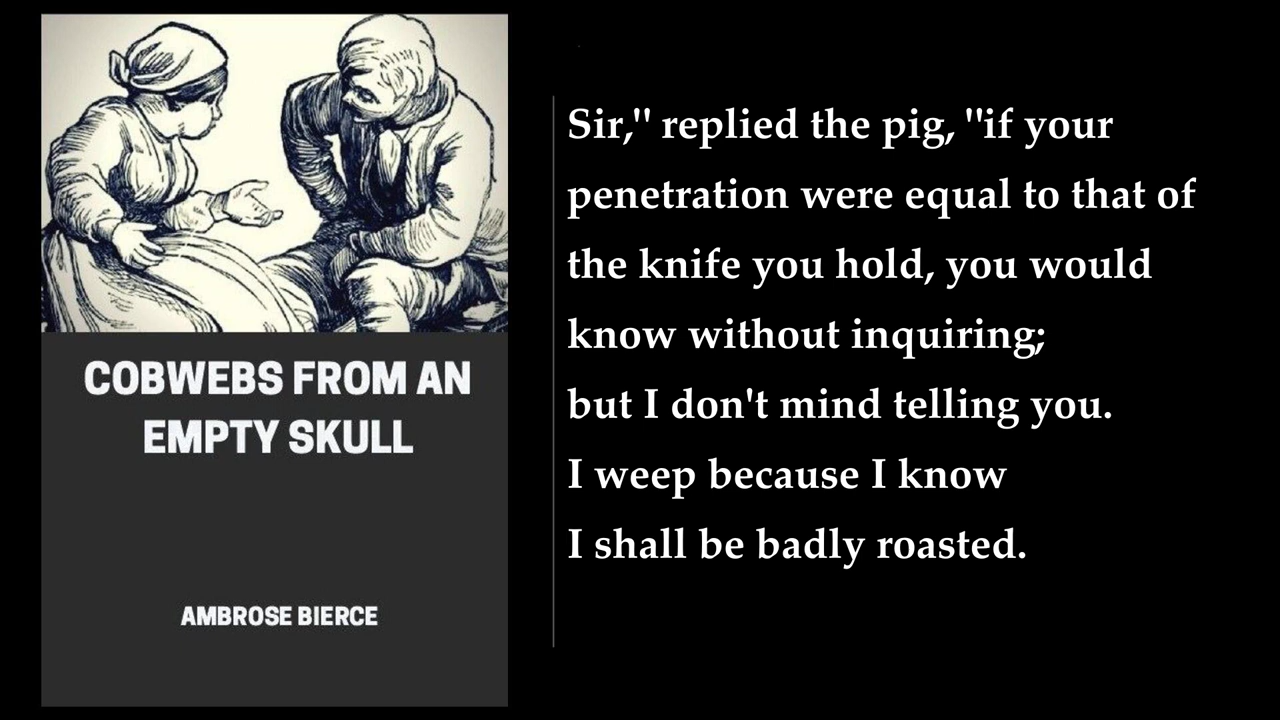 COBWEBS FROM AN
EMPTY SKULL
AMBROSE BIERCE
Sir," replied the pig, "if your
penetration were equal to that of
the knife you hold, you would
know without inquiring;
but I don't mind telling you.
I weep because I know
I shall be badly roasted.